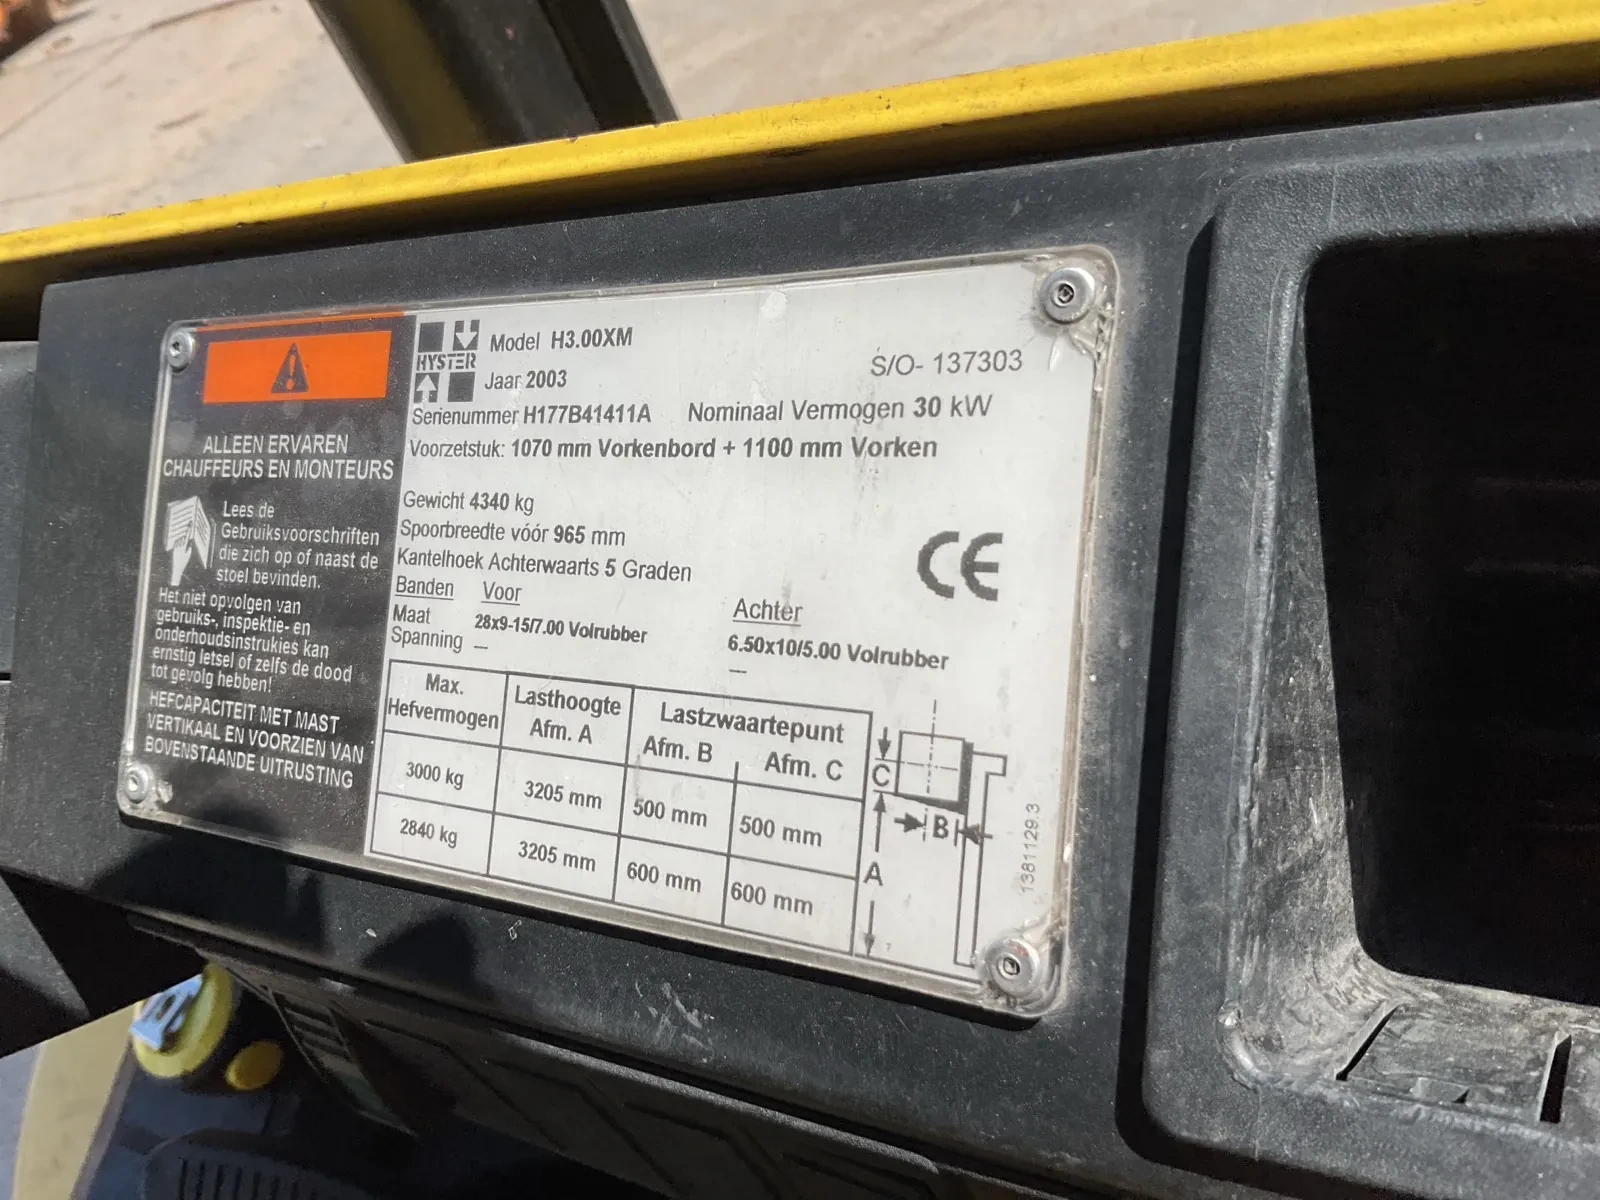 ALLEEN ERVAREN
CHAUFFEURS EN MONTEURS
Lees de
Gebruiksvoorschriften
die zich op of naast de
stoel bevinden.
Het niet opvolgen van
gebruiks-, inspektie- en
onderhoudsinstrukies kan
ernstig letsel of zelfs de dood
tot gevolg hebben!
HEFCAPACITEIT MET MAST
VERTIKAAL EN VOORZIEN VAN
BOVENSTAANDE UITRUSTING
HYSTER
Model H3.00XM
S/O- 137303
Jaar 2003
Serienummer H177B41411A Nominaal Vermogen 30 kW
Voorzetstuk: 1070 mm Vorkenbord + 1100 mm Vorken
Gewicht 4340 kg
Spoorbreedte vóór 965 mm
Kantelhoek Achterwaarts 5 Graden
CE
Banden Voor Achter
Maat 28x9-15/7.00 Volrubber 6.50x10/5.00 Volrubber
Spanning — —
Max. Hefvermogen Lasthoogte Afm. A Lastzwaartepunt
Afm. B Afm. C
3000 kg 3205 mm 500 mm 500 mm
2840 kg 3205 mm 600 mm 600 mm
C
B
A
1381129.3